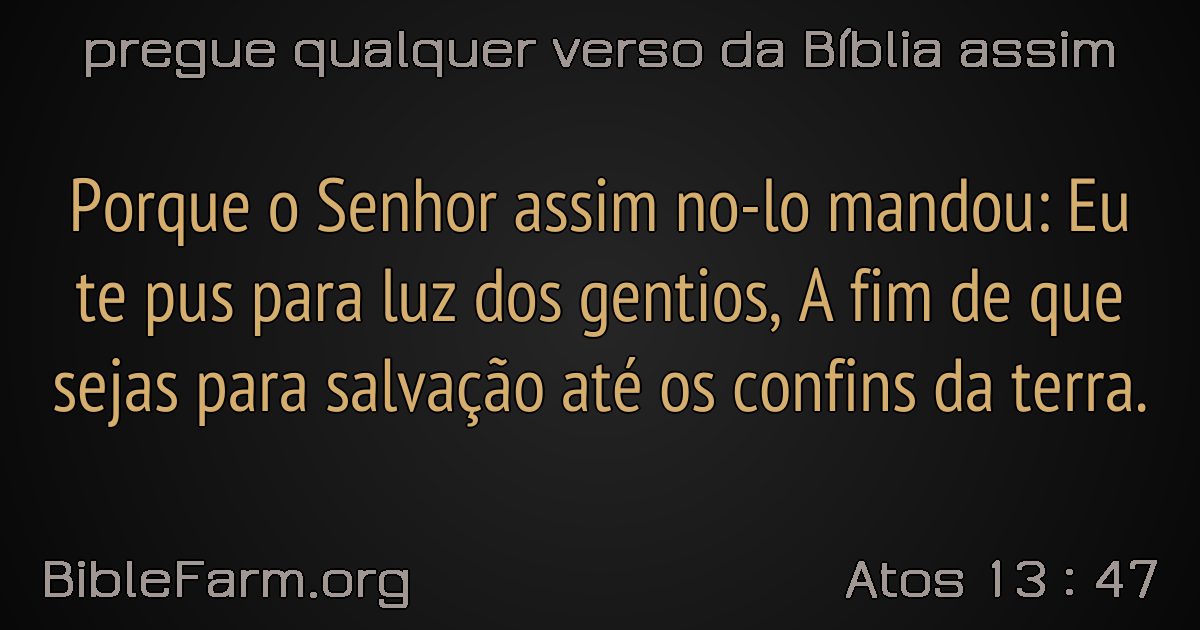 pregue qualquer verso da Bíblia assim
Porque o Senhor assim no-lo mandou: Eu
te pus para luz dos gentios, A fim de que
sejas para salvação até os confins da terra.
BibleFarm.org
Atos 13 : 47